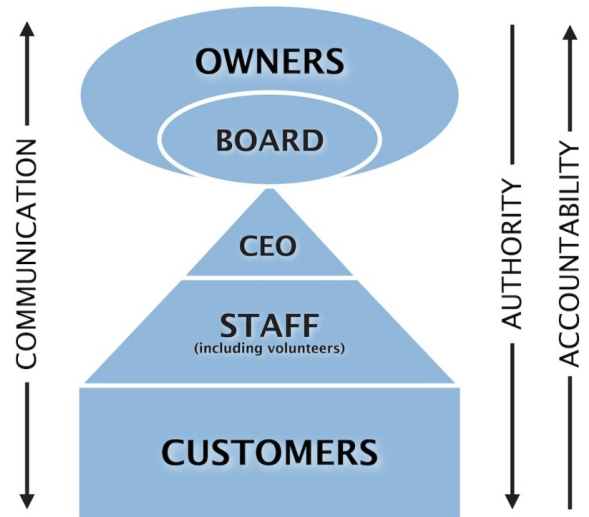 OWNERS
BOARD
CEO
STAFF
(including volunteers)
CUSTOMERS
COMMUNICATION
AUTHORITY
ACCOUNTABILITY